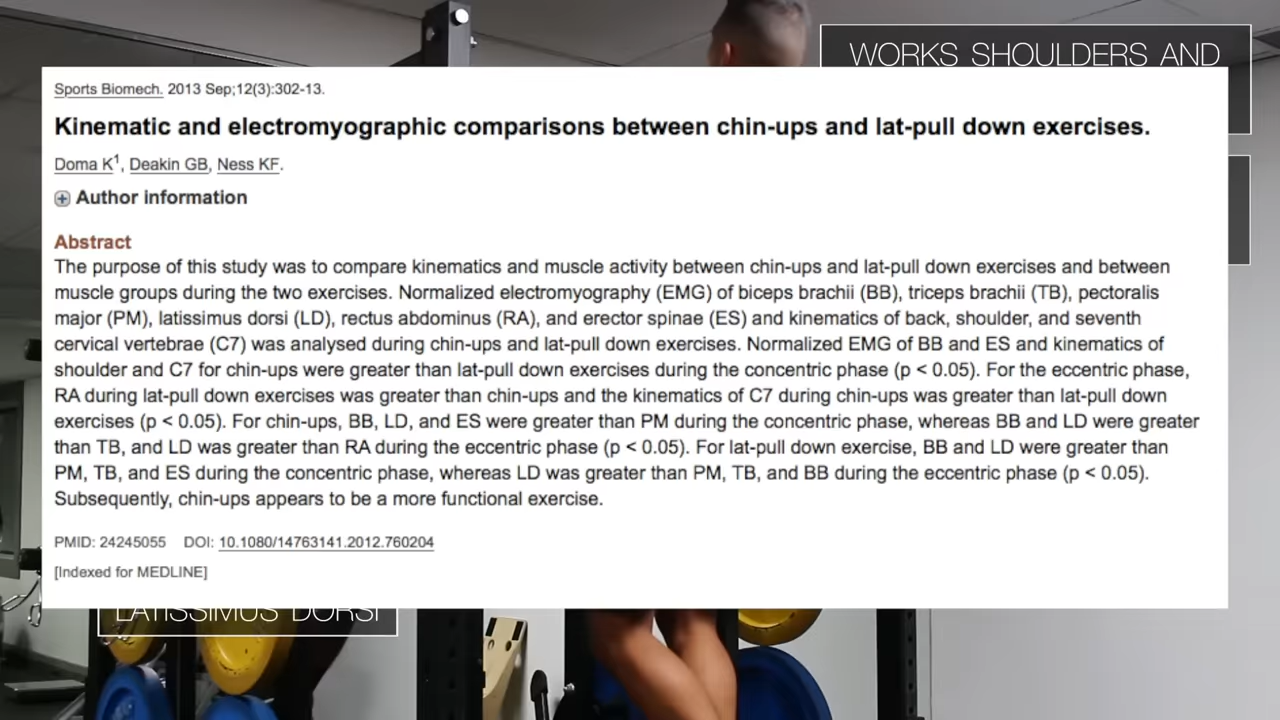 WORKS SHOULDERS AND
Sports Biomech. 2013 Sep;12(3):302-13.
Kinematic and electromyographic comparisons between chin-ups and lat-pull down exercises.
Doma K1, Deakin GB, Ness KF.
Author information
Abstract
The purpose of this study was to compare kinematics and muscle activity between chin-ups and lat-pull down exercises and between
muscle groups during the two exercises. Normalized electromyography (EMG) of biceps brachii (BB), triceps brachii (TB), pectoralis
major (PM), latissimus dorsi (LD), rectus abdominus (RA), and erector spinae (ES) and kinematics of back, shoulder, and seventh
cervical vertebrae (C7) was analysed during chin-ups and lat-pull down exercises. Normalized EMG of BB and ES and kinematics of
shoulder and C7 for chin-ups were greater than lat-pull down exercises during the concentric phase (p < 0.05). For the eccentric phase,
RA during lat-pull down exercises was greater than chin-ups and the kinematics of C7 during chin-ups was greater than lat-pull down
exercises (p < 0.05). For chin-ups, BB, LD, and ES were greater than PM during the concentric phase, whereas BB and LD were greater
than TB, and LD was greater than RA during the eccentric phase (p < 0.05). For lat-pull down exercise, BB and LD were greater than
PM, TB, and ES during the concentric phase, whereas LD was greater than PM, TB, and BB during the eccentric phase (p < 0.05).
Subsequently, chin-ups appears to be a more functional exercise.
PMID: 24245055 DOI: 10.1080/14763141.2012.760204
[Indexed for MEDLINE]
LATISSIMUS DORSI